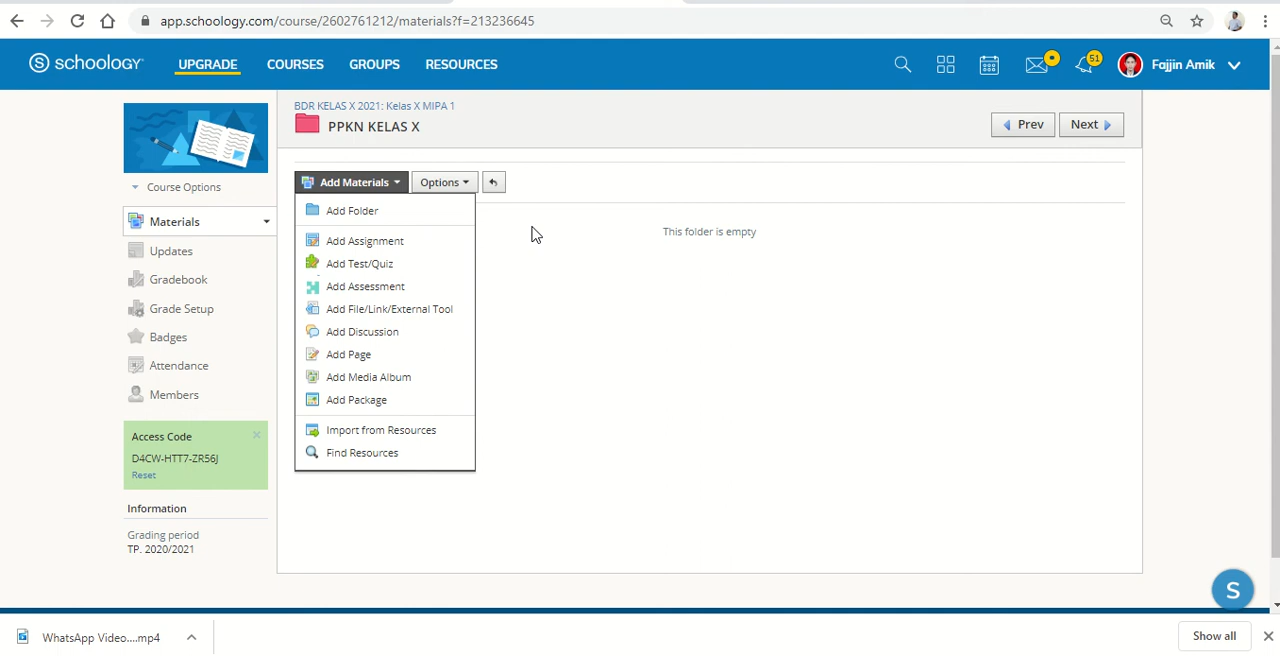 app.schoology.com/course/2602761212/materials?f=213236645
S schoology
UPGRADE
COURSES
GROUPS
RESOURCES
51
Fajjin Amik
Course Options
Materials
Updates
Gradebook
Grade Setup
Badges
Attendance
Members
Access Code
D4CW-HTT7-ZR56J
Reset
Information
Grading period
TP. 2020/2021
BDR KELAS X 2021: Kelas X MIPA 1
PPKN KELAS X
Prev
Next
Add Materials
Options
Add Folder
Add Assignment
Add Test/Quiz
Add Assessment
Add File/Link/External Tool
Add Discussion
Add Page
Add Media Album
Add Package
Import from Resources
Find Resources
This folder is empty
S
WhatsApp Video....mp4
Show all